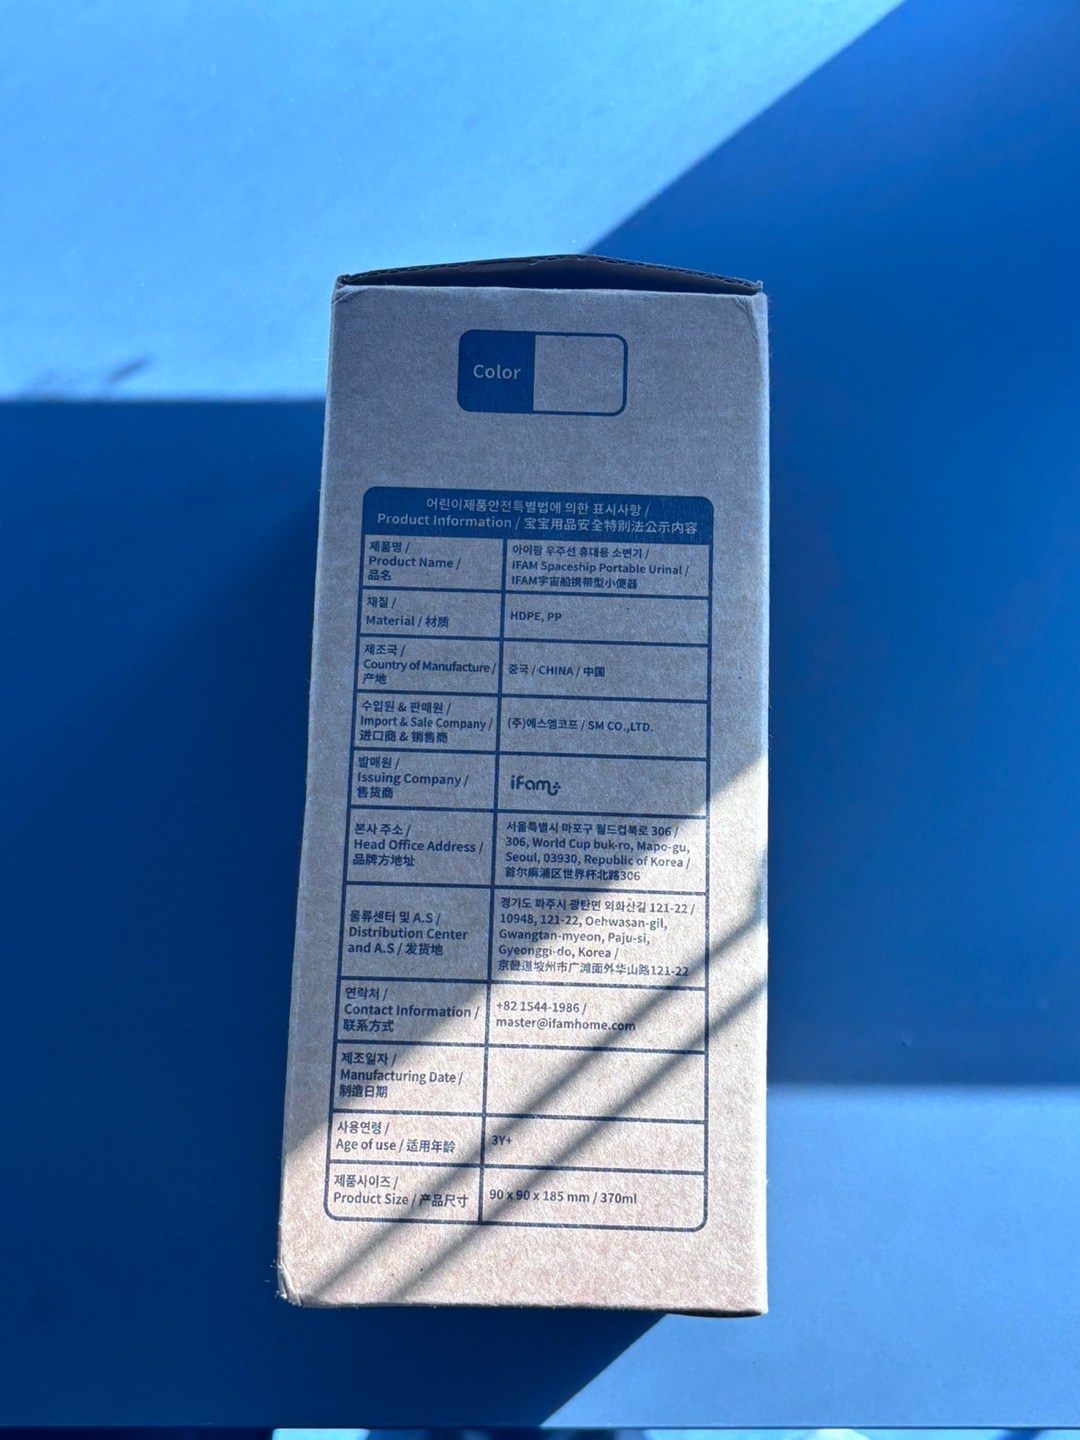 Color
어린이제품안전특별법에 의한 표시사항 /
Product Information / 宝宝用品安全特别法公示内容
제품명 /
Product Name /
品名
아이팜 우주선 휴대용 소변기 /
IFAM Spaceship Portable Urinal /
IFAM宇宙船携带型小便器
재질 /
Material / 材质
HDPE, PP
제조국 /
Country of Manufacture /
产地
중국 / CHINA / 中国
수입원 & 판매원 /
Import & Sale Company /
进口商 & 销售商
(주)에스엠코프 / SM CO.,LTD.
발매원 /
Issuing Company /
售货商
iFam
본사 주소 /
Head Office Address /
品牌方地址
서울특별시 마포구 월드컵북로 306 /
306, World Cup buk-ro, Mapo-gu,
Seoul, 03930, Republic of Korea /
首尔麻浦区世界杯北路306
물류센터 및 A.S /
Distribution Center
and A.S / 发货地
경기도 파주시 광탄면 외화산길 121-22 /
10948, 121-22, Oehwasan-gil,
Gwangtan-myeon, Paju-si,
Gyeonggi-do, Korea /
京畿道坡州市广滩面外华山路121-22
연락처 /
Contact Information /
联系方式
+82 1544-1986 /
master@ifamhome.com
제조일자 /
Manufacturing Date /
制造日期
사용연령 /
Age of use / 适用年龄
3Y+
제품사이즈 /
Product Size / 产品尺寸
90 x 90 x 185 mm / 370ml